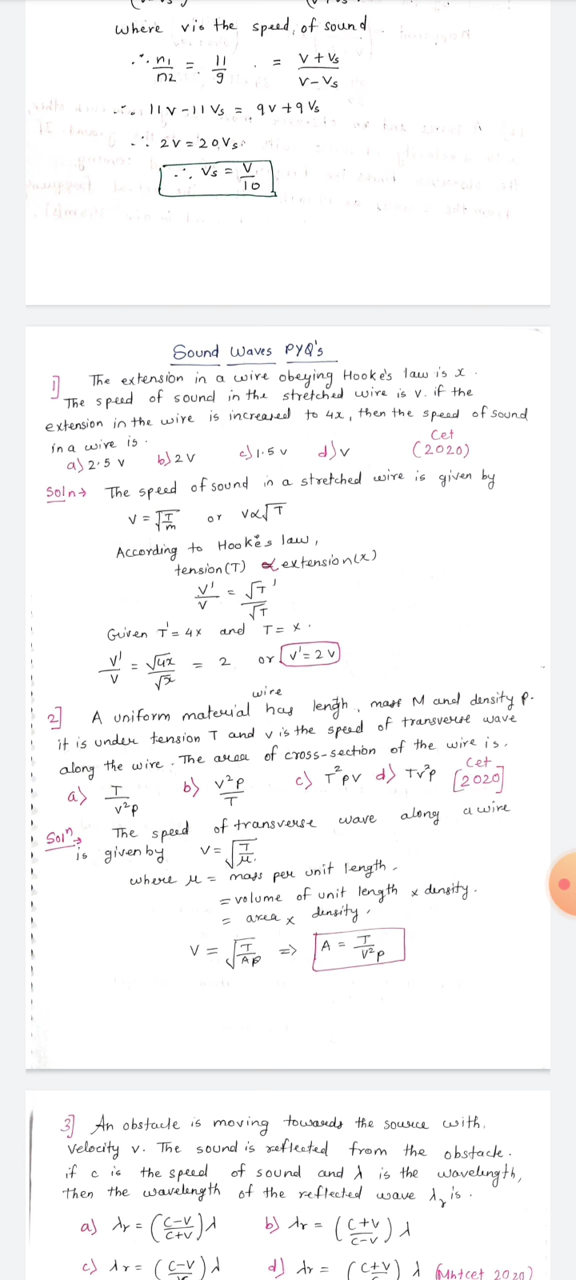 where v is the speed of sound
∴ n1/n2 = 11/9 = V+Vs/V-Vs
∴ 11V-11Vs = 9V+9Vs
∴ 2V = 20Vs
∴ Vs = V/10
Sound Waves PYQ's
1] The extension in a wire obeying Hooke's law is x.
The speed of sound in the stretched wire is v. if the
extension in the wire is increased to 4x, then the speed of sound
in a wire is.
a) 2.5 v b) 2v c) 1.5 v d) v Cet (2020)
Soln→ The speed of sound in a stretched wire is given by
v = √T/m or v∝√T
According to Hooke's law,
tension(T) ∝ extension(x)
v'/v = √T'/√T
Given T' = 4x and T = x.
v'/v = √4x/√x = 2 or v' = 2v
2] A uniform material wire has lengh, mass M and density ρ.
it is under tension T and v is the speed of transverse wave
along the wire. The area of cross-section of the wire is.
a) T/v²ρ b) v²ρ/T c) T²ρv d) Tv²ρ Cet [2020]
Soln→ The speed of transverse wave along a wire
is given by v = √T/μ.
where μ = mass per unit length.
= volume of unit length x density.
= area x density.
V = √T/Aρ ⇒ A = T/V²ρ
3] An obstacle is moving towards the source with.
velocity v. The sound is reflected from the obstacle.
if c is the speed of sound and λ is the wavelength,
then the wavelength of the reflected wave λr is.
a) λr = (c-v/c+v)λ b) λr = (c+v/c-v)λ
c) λr = (c-v)λ d) λr = (c+v)λ (Mhtcet 2020)